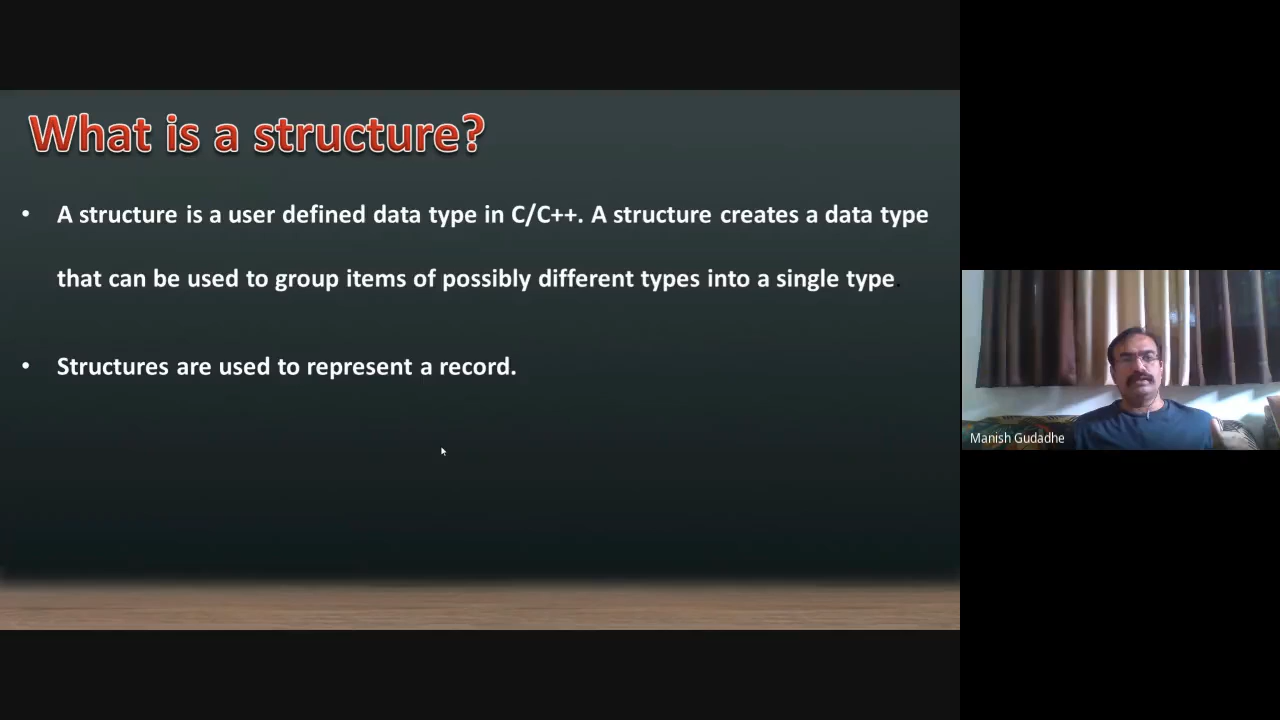 What is a structure?
• A structure is a user defined data type in C/C++. A structure creates a data type
that can be used to group items of possibly different types into a single type.
• Structures are used to represent a record.
Manish Gudadhe